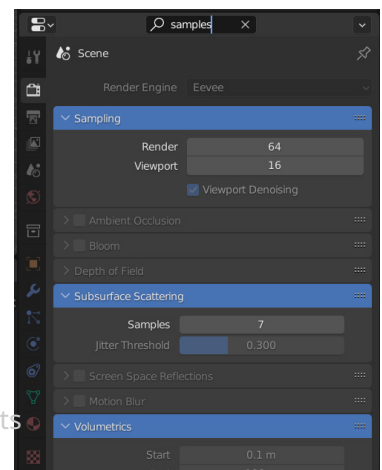 samples
Scene
Render Engine Eevee
Sampling
Render 64
Viewport 16
Viewport Denoising
Ambient Occlusion
Bloom
Depth of Field
Subsurface Scattering
Samples 7
Jitter Threshold 0.300
Screen Space Reflections
Motion Blur
ts
Volumetrics
Start 0.1 m